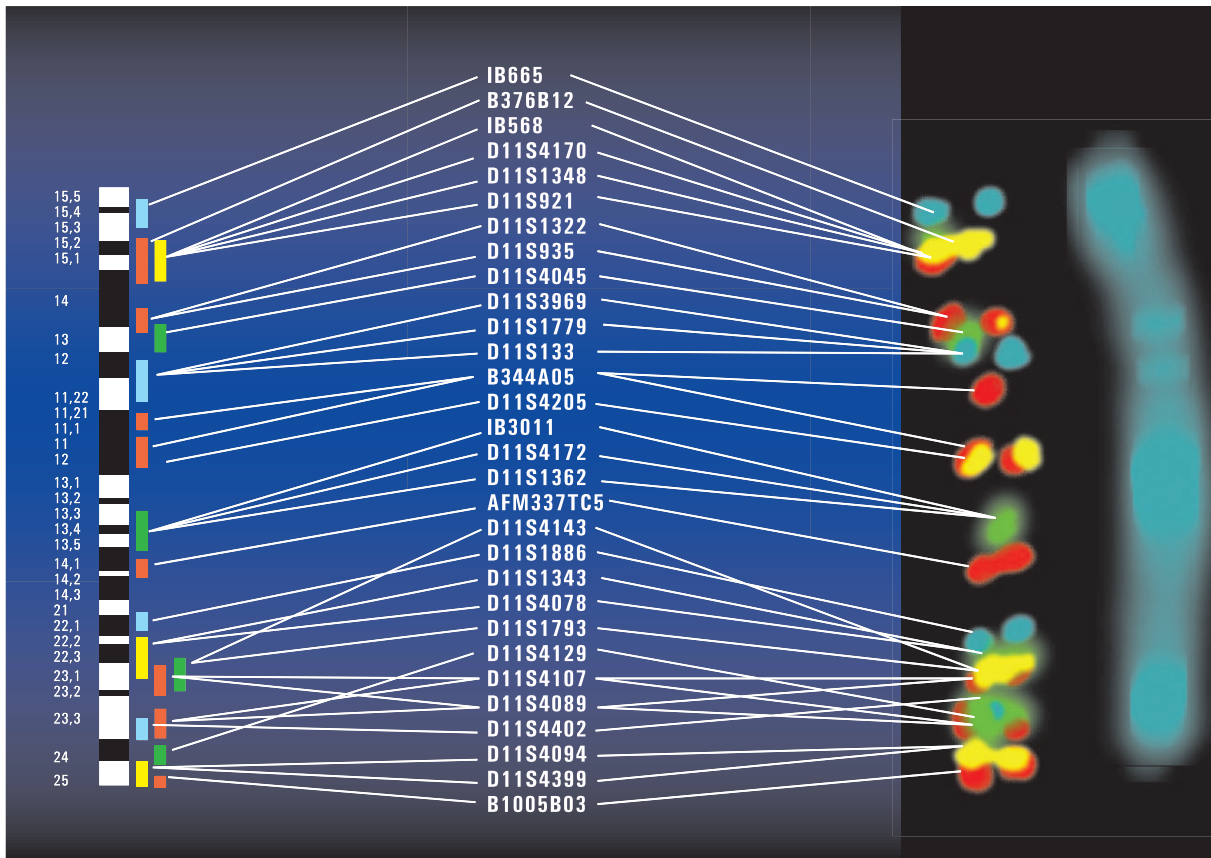 15,5
15,4
15,3
15,2
15,1
14
13
12
11,22
11,21
11,1
11
12
13,1
13,2
13,3
13,4
13,5
14,1
14,2
14,3
21
22,1
22,2
22,3
23,1
23,2
23,3
24
25
IB665
B376B12
IB568
D11S4170
D11S1348
D11S921
D11S1322
D11S935
D11S4045
D11S3969
D11S1779
D11S133
B344A05
D11S4205
IB3011
D11S4172
D11S1362
AFM337TC5
D11S4143
D11S1886
D11S1343
D11S4078
D11S1793
D11S4129
D11S4107
D11S4089
D11S4402
D11S4094
D11S4399
B1005B03